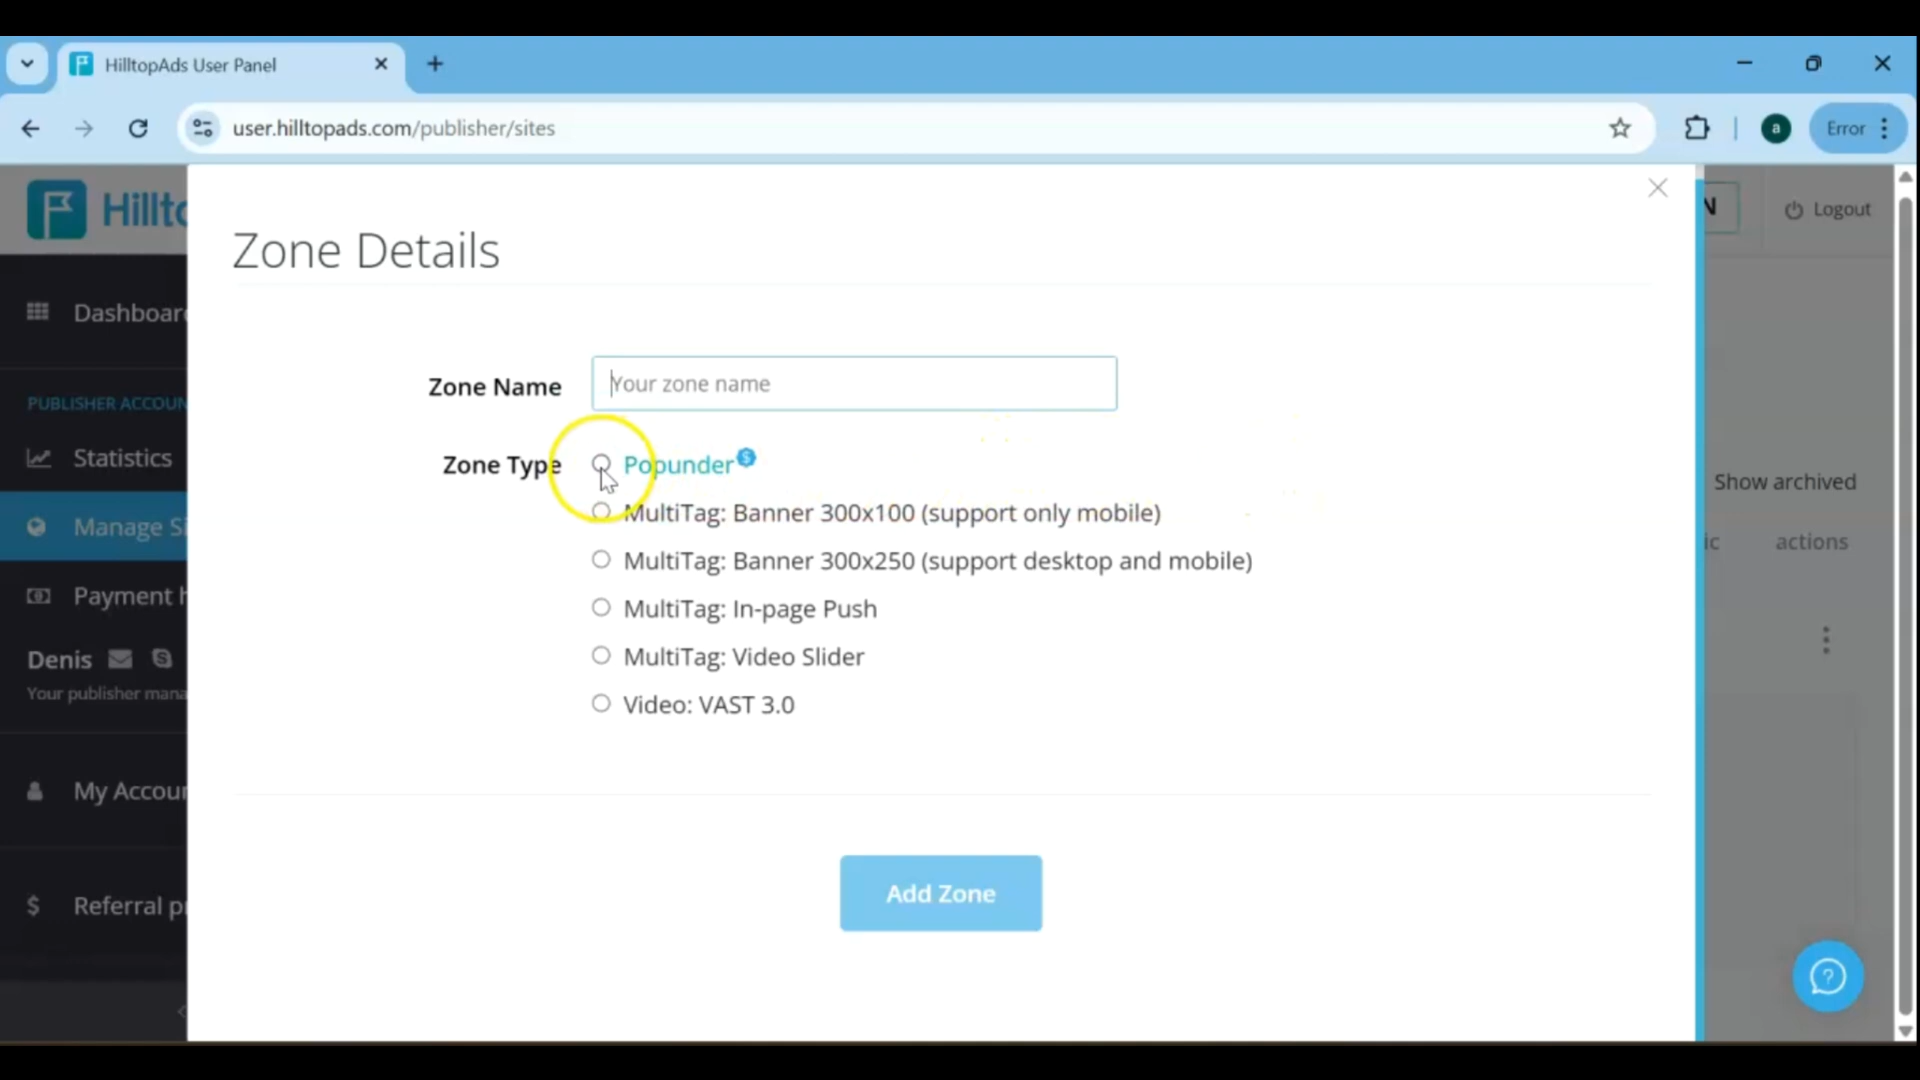 HilltopAds User Panel
user.hilltopads.com/publisher/sites
a
Error
Logout
Zone Details
Dashboar
Zone Name
Your zone name
PUBLISHER ACCOUN
Statistics
Zone Type
Popunder
$
Show archived
MultiTag: Banner 300x100 (support only mobile)
Manage Si
actions
MultiTag: Banner 300x250 (support desktop and mobile)
Payment
MultiTag: In-page Push
Denis
MultiTag: Video Slider
Your publisher mana
Video: VAST 3.0
My Accour
Add Zone
$
Referral p
?